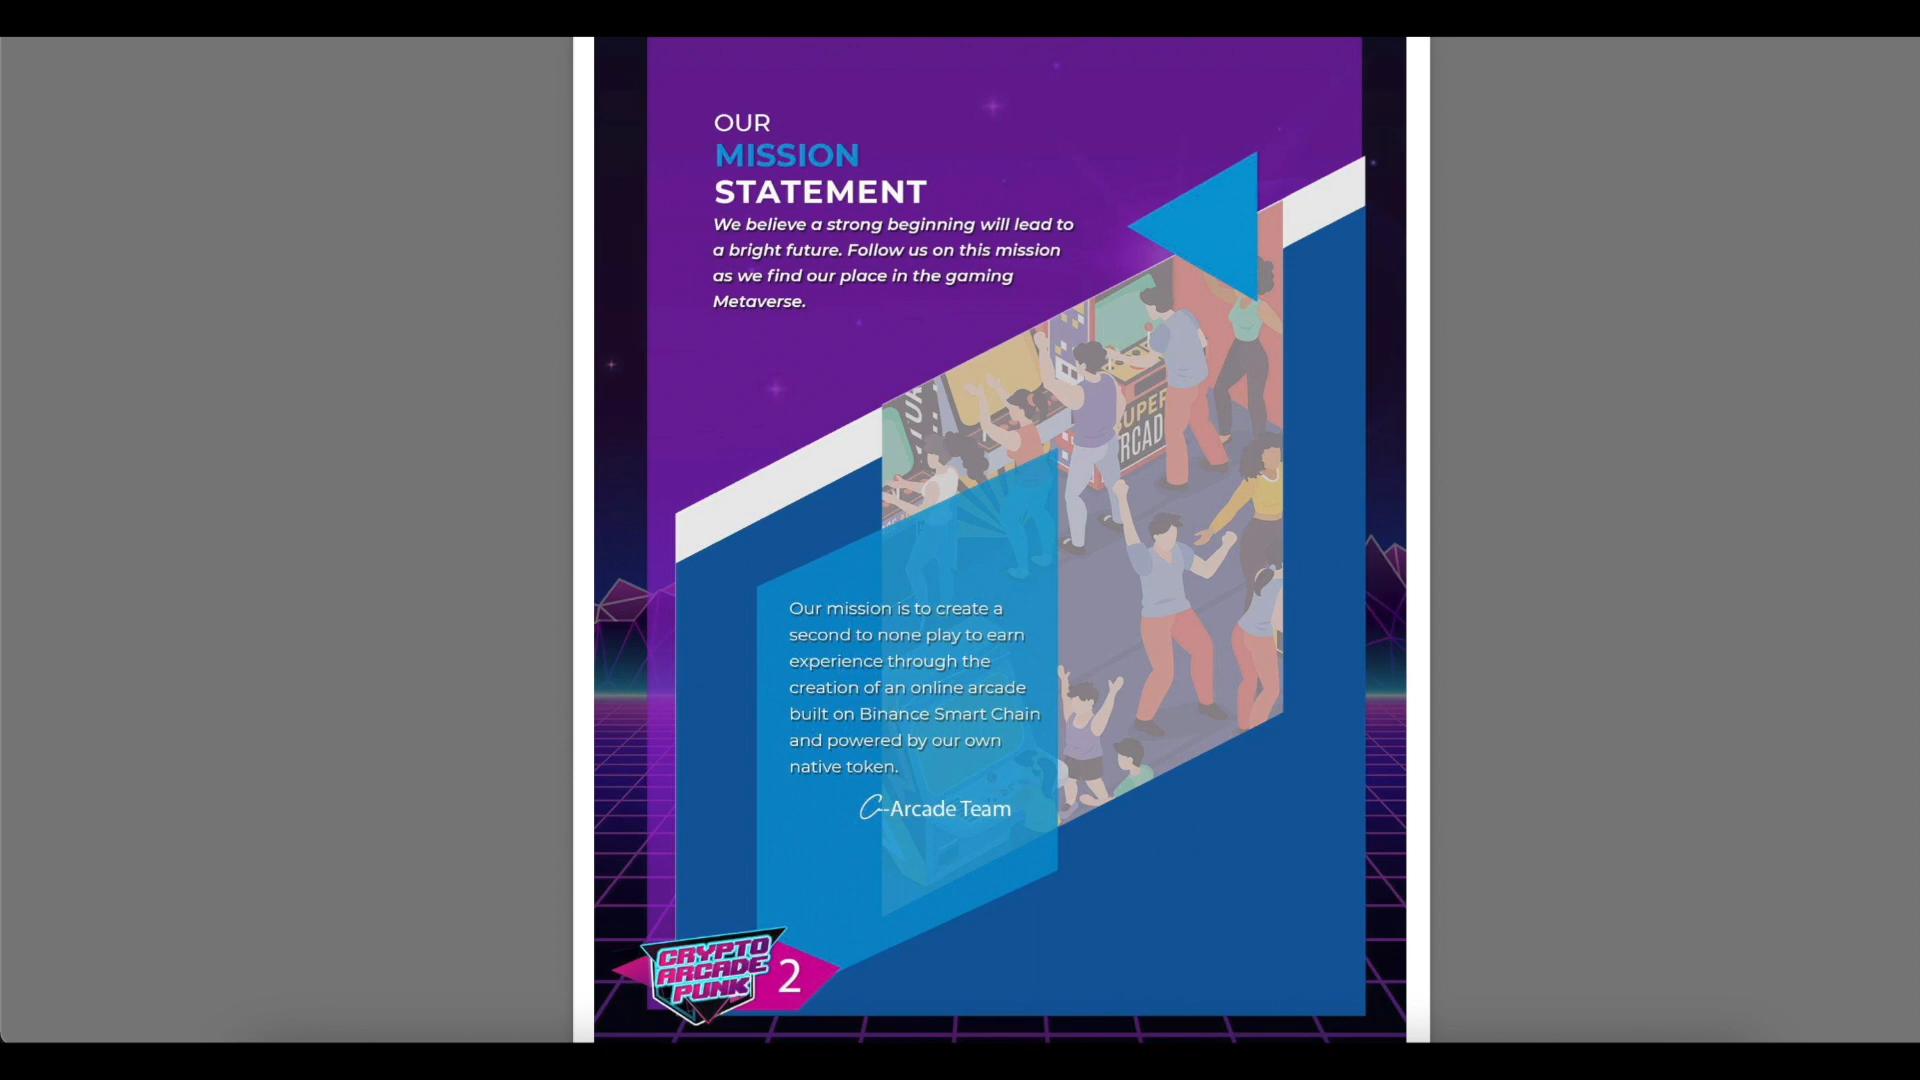 OUR
MISSION
STATEMENT
We believe a strong beginning will lead to
a bright future. Follow us on this mission
as we find our place in the gaming
Metaverse.
SUPER
ARCAD
Our mission is to create a
second to none play to earn
experience through the
creation of an online arcade
built on Binance Smart Chain
and powered by our own
native token.
C--Arcade Team
CRYPTO
ARCADE
PUNK
2